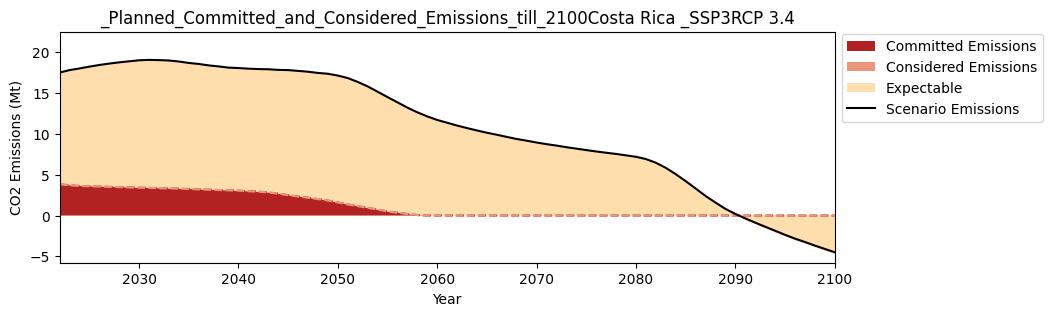 _Planned_Committed_and_Considered_Emissions_till_2100Costa Rica _SSP3RCP 3.4
CO2 Emissions (Mt)
20
15
10
5
0
−5
2030
2040
2050
2060
2070
2080
2090
2100
Year
Committed Emissions
Considered Emissions
Expectable
Scenario Emissions